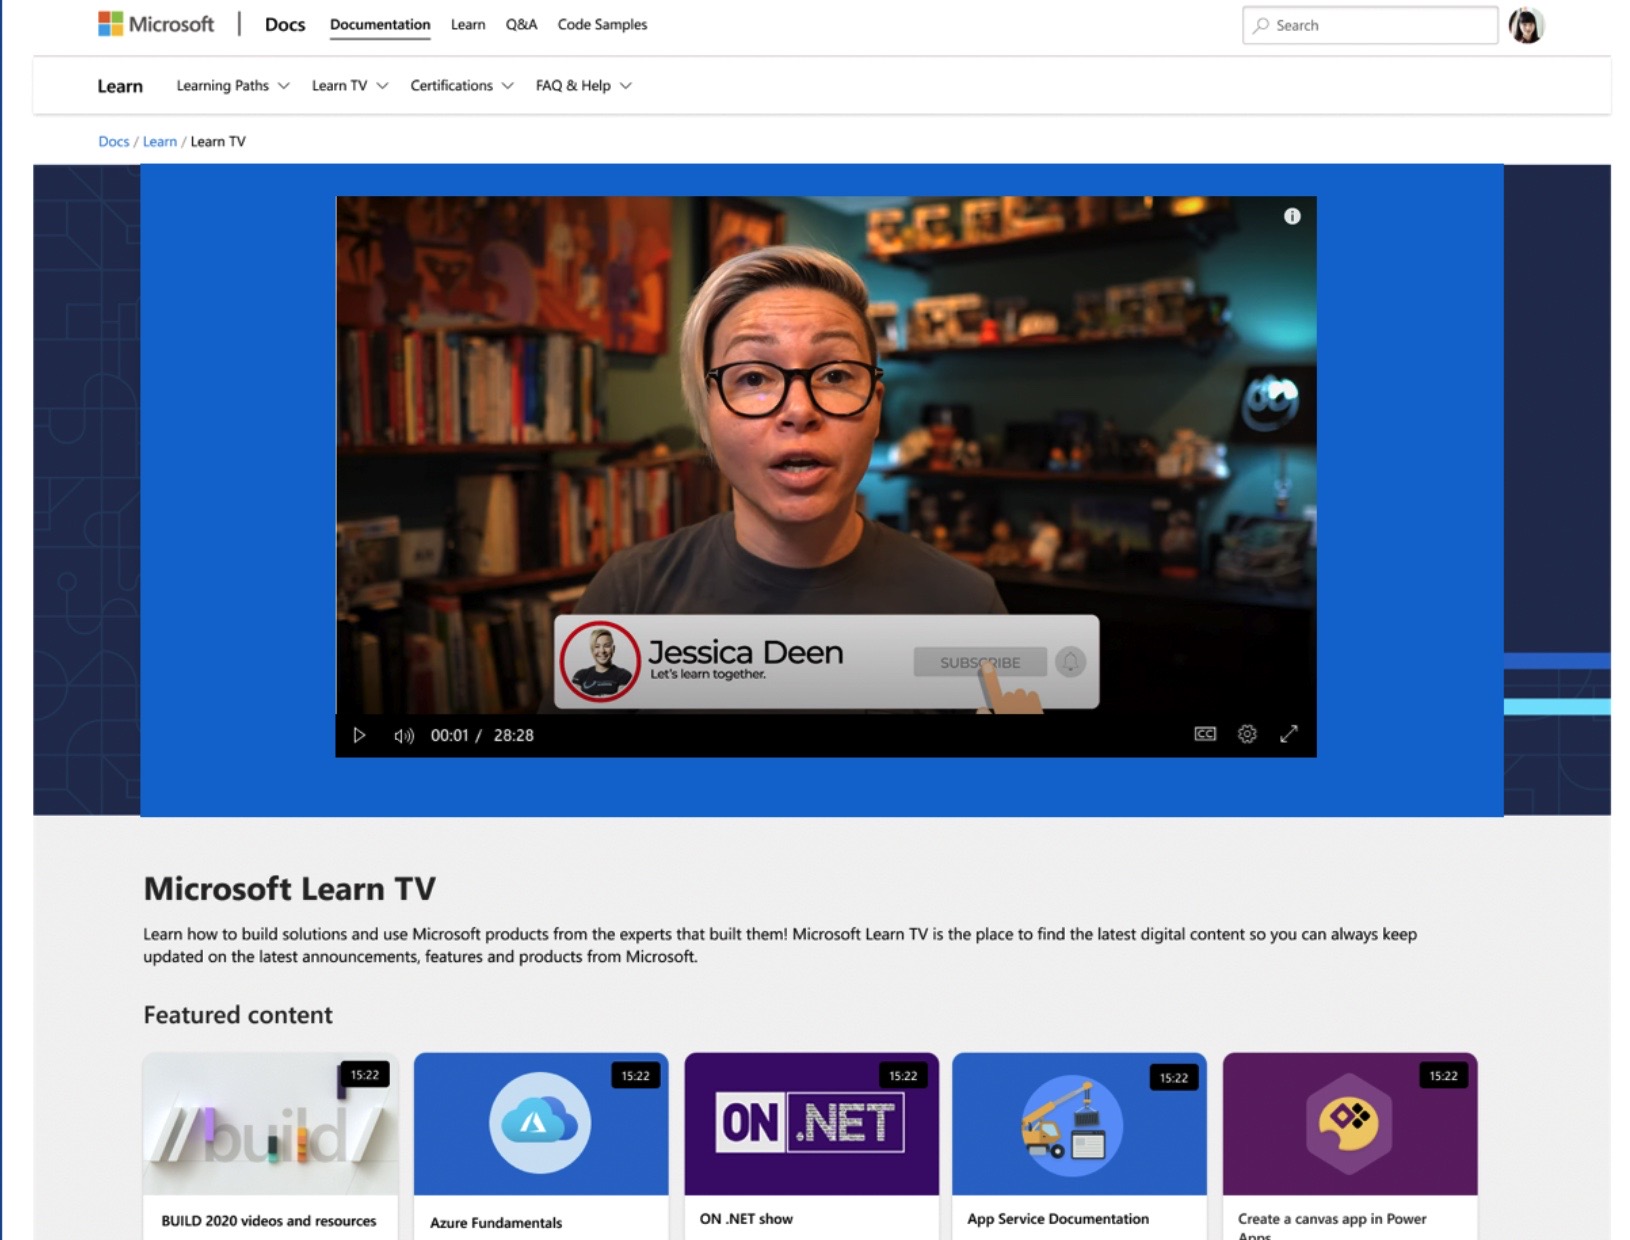 Microsoft | Docs Documentation Learn Q&A Code Samples Search
Learn Learning Paths Learn TV Certifications FAQ & Help
Docs / Learn / Learn TV
Jessica Deen
Let's learn together.
SUBSCRIBE
00:01 / 28:28
CC
Microsoft Learn TV
Learn how to build solutions and use Microsoft products from the experts that built them! Microsoft Learn TV is the place to find the latest digital content so you can always keep
updated on the latest announcements, features and products from Microsoft.
Featured content
15:22
//build/
BUILD 2020 videos and resources
15:22
Azure Fundamentals
15:22
ON .NET
ON .NET show
15:22
App Service Documentation
15:22
Create a canvas app in Power
Apps